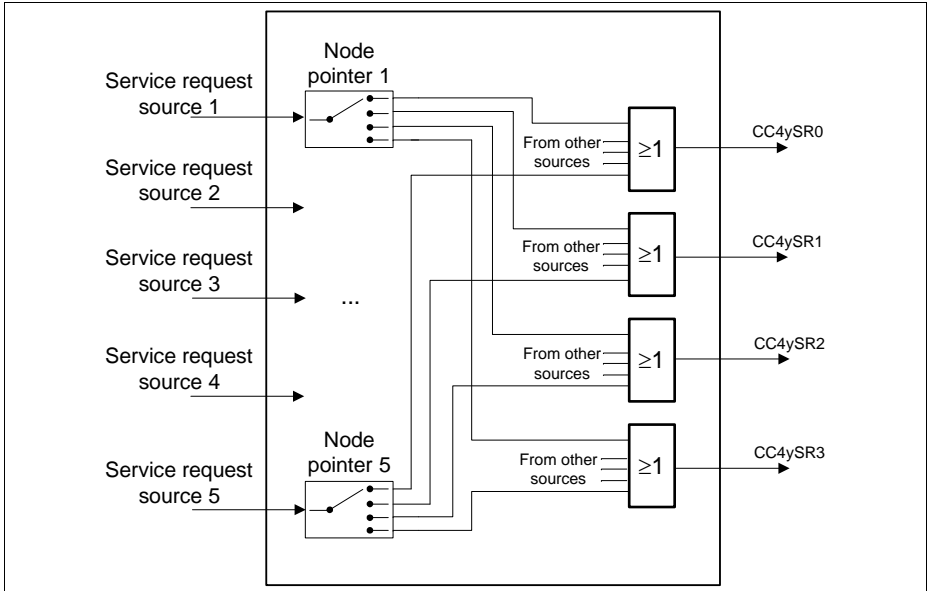 Service request
source 1
Service request
source 2
Service request
source 3
Service request
source 4
Service request
source 5
Node
pointer 1
...
Node
pointer 5
From other
sources
≥1
CC4ySR0
From other
sources
≥1
CC4ySR1
From other
sources
≥1
CC4ySR2
From other
sources
≥1
CC4ySR3